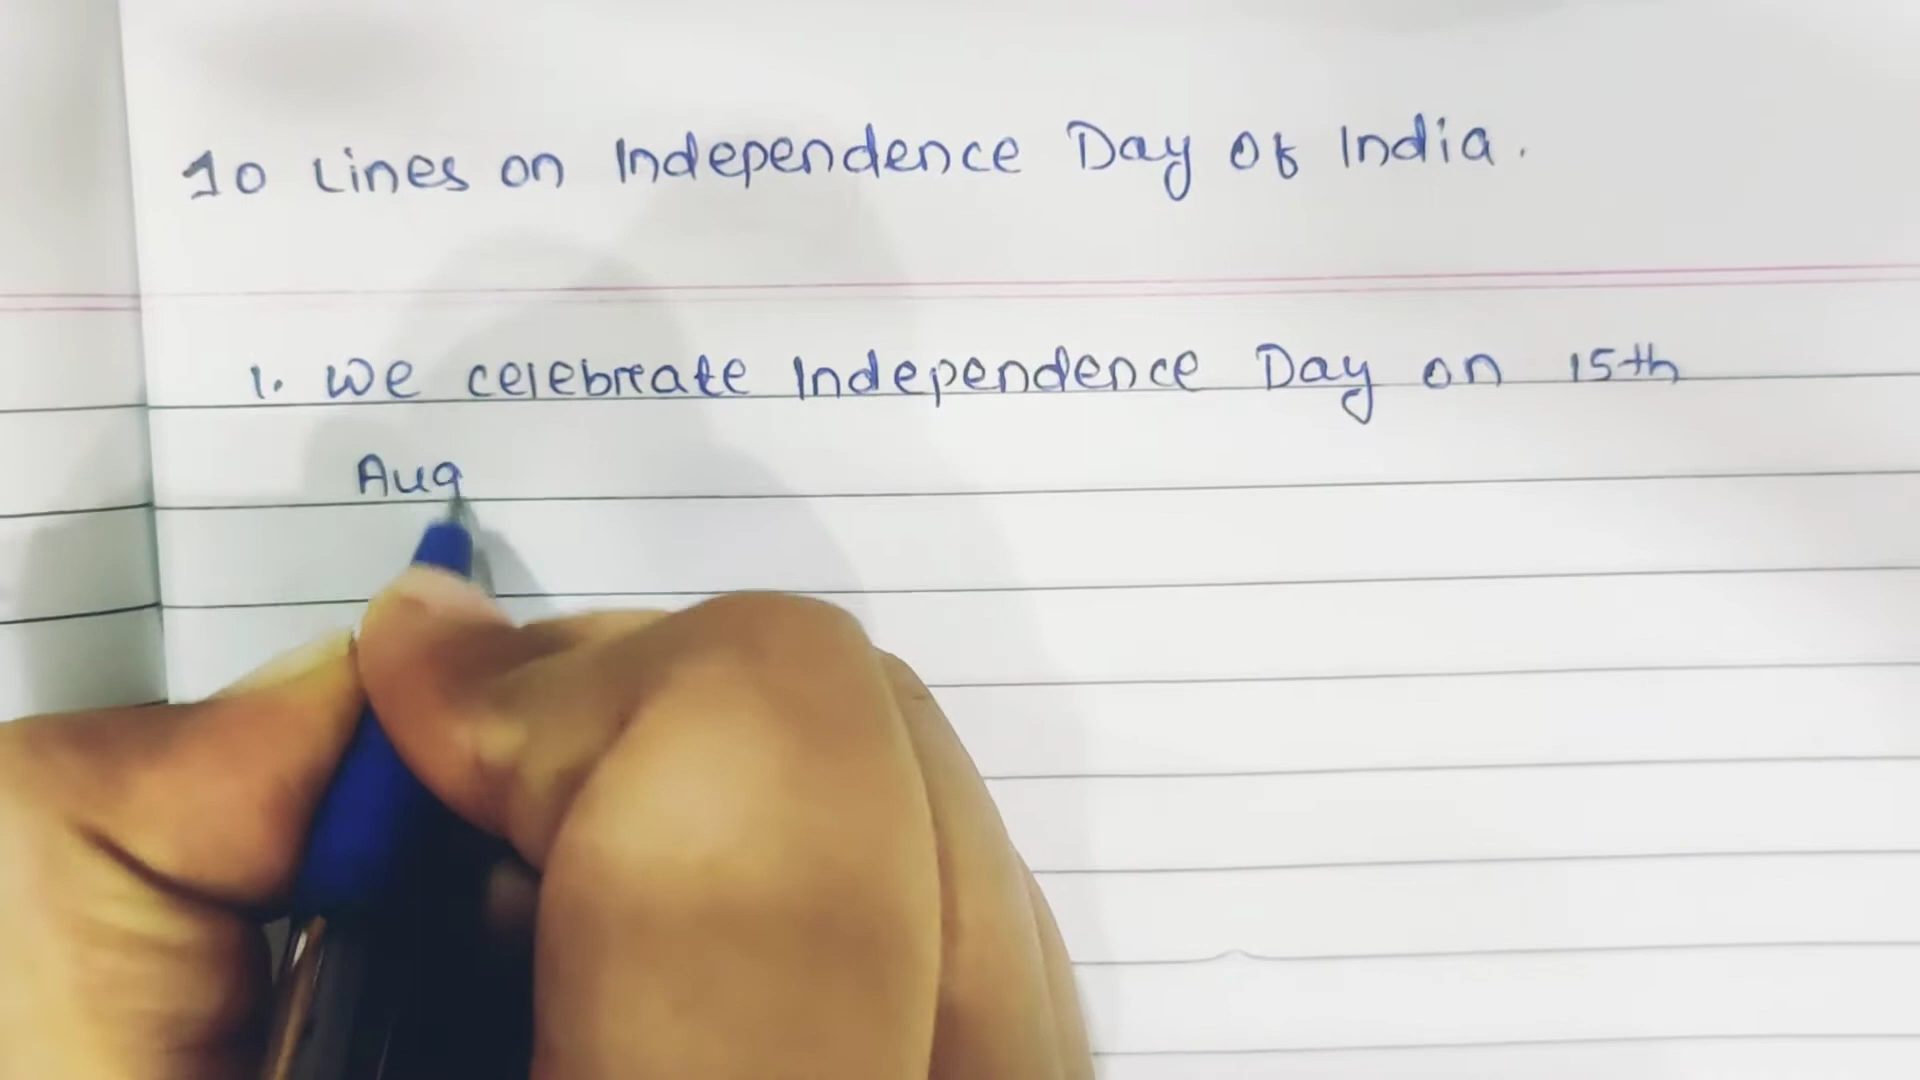 10 Lines on Independence Day of India.
1. We celebrate Independence Day on 15th
Aug